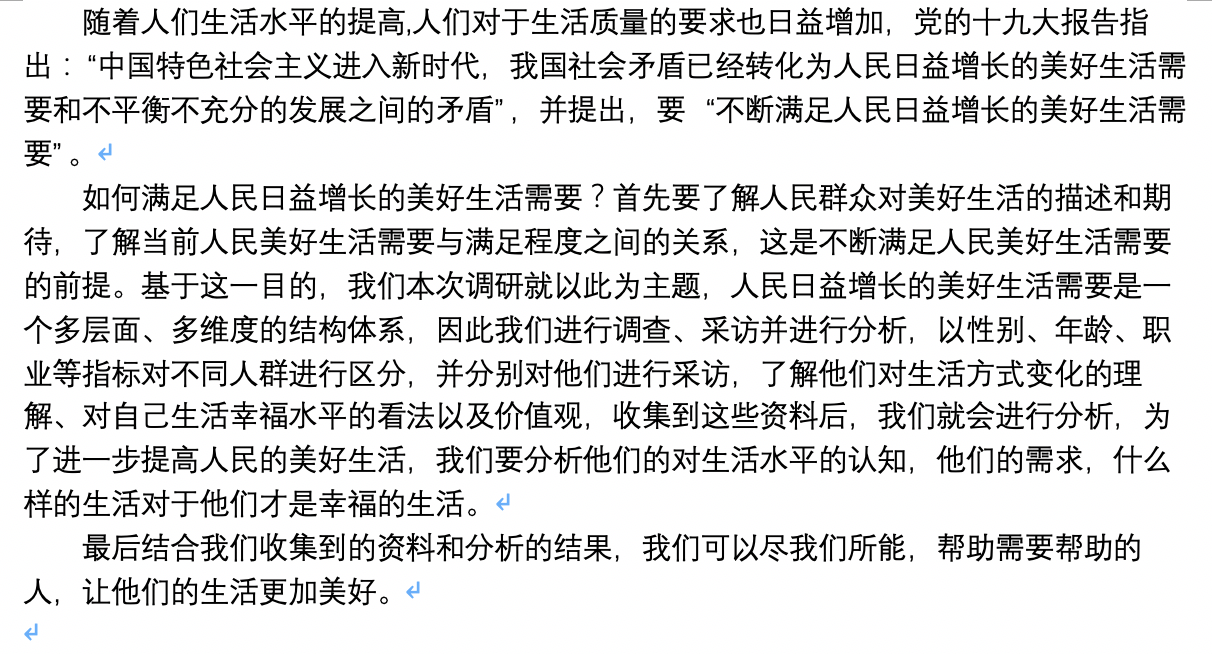 随着人们生活水平的提高,人们对于生活质量的要求也日益增加，党的十九大报告指
出：“中国特色社会主义进入新时代，我国社会矛盾已经转化为人民日益增长的美好生活需
要和不平衡不充分的发展之间的矛盾”，并提出，要 “不断满足人民日益增长的美好生活需
要”。
如何满足人民日益增长的美好生活需要？首先要了解人民群众对美好生活的描述和期
待，了解当前人民美好生活需要与满足程度之间的关系，这是不断满足人民美好生活需要
的前提。基于这一目的，我们本次调研就以此为主题，人民日益增长的美好生活需要是一
个多层面、多维度的结构体系，因此我们进行调查、采访并进行分析，以性别、年龄、职
业等指标对不同人群进行区分，并分别对他们进行采访，了解他们对生活方式变化的理
解、对自己生活幸福水平的看法以及价值观，收集到这些资料后，我们就会进行分析，为
了进一步提高人民的美好生活，我们要分析他们的对生活水平的认知，他们的需求，什么
样的生活对于他们才是幸福的生活。
最后结合我们收集到的资料和分析的结果，我们可以尽我们所能，帮助需要帮助的
人，让他们的生活更加美好。